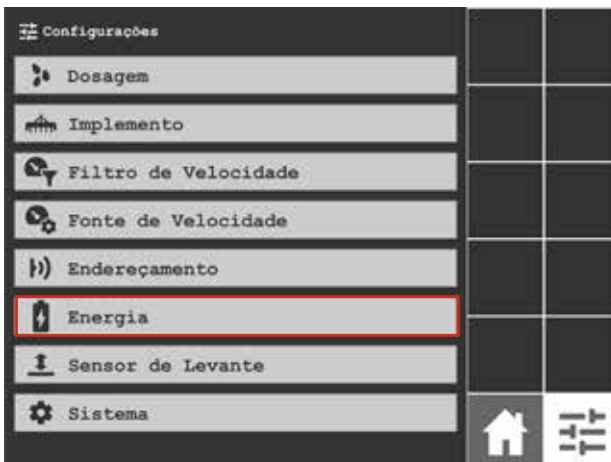 Configurações
Dosagem
Implemento
Filtro de Velocidade
Fonte de Velocidade
Endereçamento
Energia
Sensor de Levante
Sistema